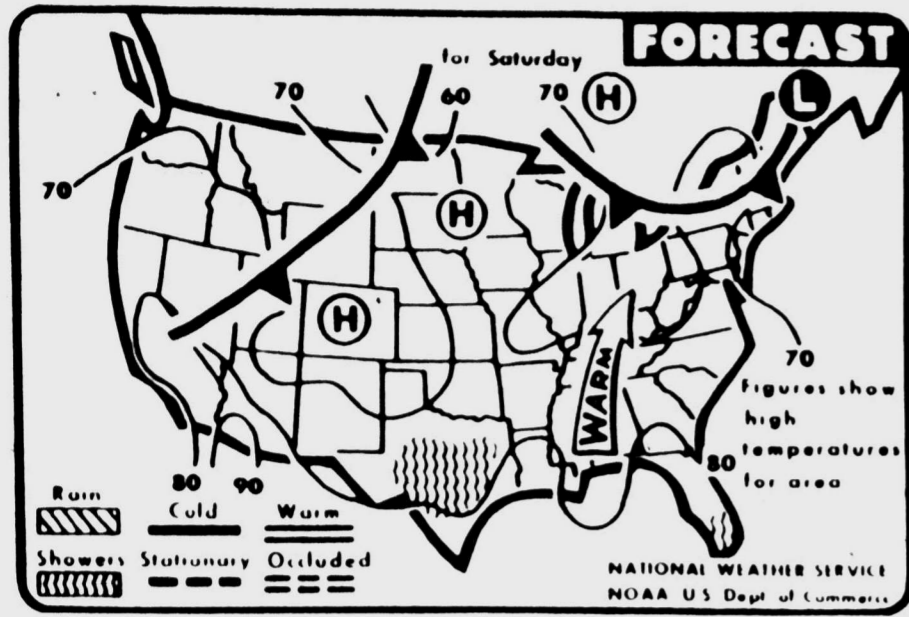 FORECAST
for Saturday
H
L
70
60
70
70
H
H
WARM
70
Figures show
high
temperatures
for area
80
80 90
Rain
Cold
Warm
Showers
Stationary
Occluded
NATIONAL WEATHER SERVICE
NOAA US Dept of Commerce